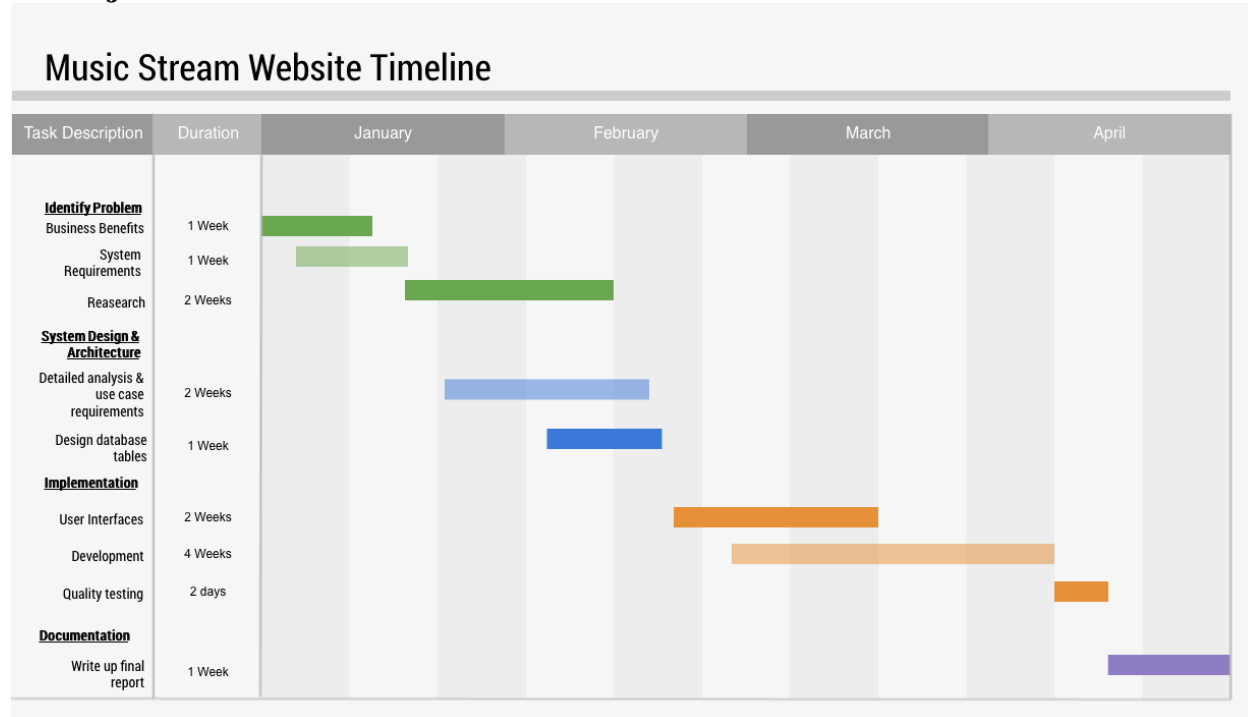 Music Stream Website Timeline
Task Description Duration January February March April
Identify Problem
Business Benefits 1 Week
System
Requirements 1 Week
Reasearch 2 Weeks
System Design &
Architecture
Detailed analysis &
use case 2 Weeks
requirements
Design database
tables 1 Week
Implementation
User Interfaces 2 Weeks
Development 4 Weeks
Quality testing 2 days
Documentation
Write up final
report 1 Week